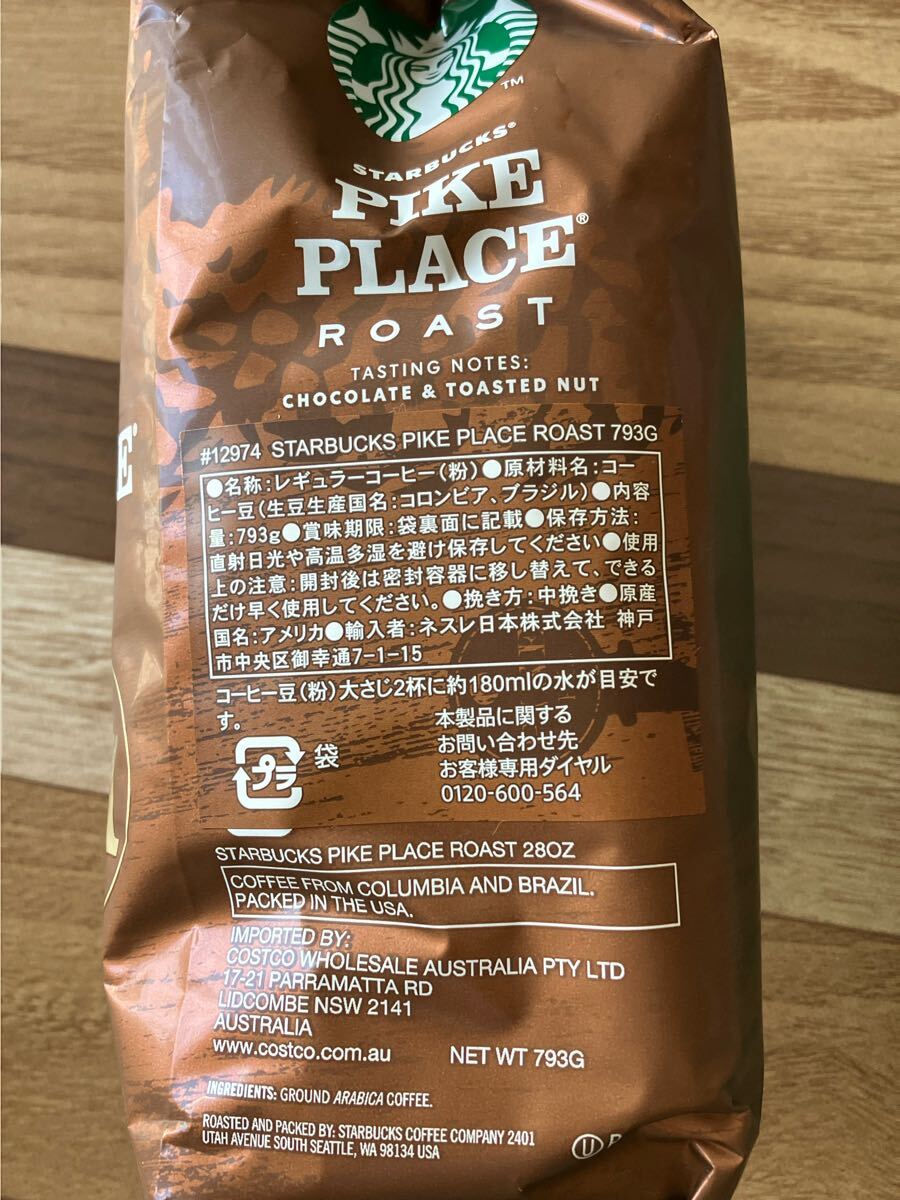 TM
STARBUCKS®
PIKE
PLACE®
ROAST
TASTING NOTES:
CHOCOLATE & TOASTED NUT
#12974 STARBUCKS PIKE PLACE ROAST 793G
●名称:レギュラーコーヒー(粉)●原材料名:コー
ヒー豆(生豆生産国名:コロンビア、ブラジル)●内容
量:793g●賞味期限:袋裏面に記載●保存方法:
直射日光や高温多湿を避け保存してください●使用
上の注意:開封後は密封容器に移し替えて、できる
だけ早く使用してください。●挽き方:中挽き●原産
国名:アメリカ●輸入者:ネスレ日本株式会社 神戸
市中央区御幸通7-1-15
コーヒー豆(粉)大さじ2杯に約180mlの水が目安で
す。
プラ
袋
本製品に関する
お問い合わせ先
お客様専用ダイヤル
0120-600-564
STARBUCKS PIKE PLACE ROAST 28OZ
COFFEE FROM COLUMBIA AND BRAZIL.
PACKED IN THE USA.
IMPORTED BY:
COSTCO WHOLESALE AUSTRALIA PTY LTD
17-21 PARRAMATTA RD
LIDCOMBE NSW 2141
AUSTRALIA
www.costco.com.au
NET WT 793G
INGREDIENTS: GROUND ARABICA COFFEE.
ROASTED AND PACKED BY: STARBUCKS COFFEE COMPANY 2401
UTAH AVENUE SOUTH SEATTLE, WA 98134 USA
U